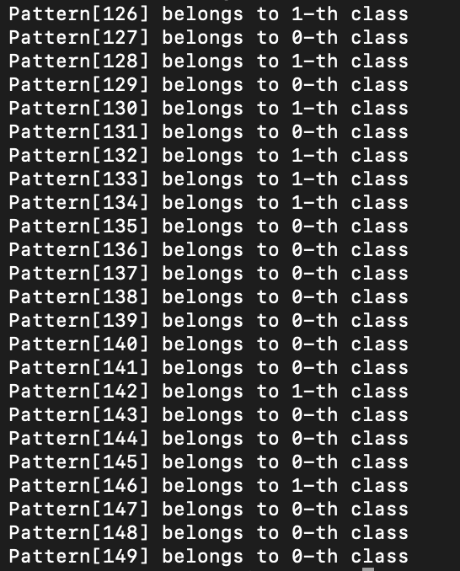 Pattern[126] belongs to 1-th class
Pattern[127] belongs to 0-th class
Pattern[128] belongs to 1-th class
Pattern[129] belongs to 0-th class
Pattern[130] belongs to 1-th class
Pattern[131] belongs to 0-th class
Pattern[132] belongs to 1-th class
Pattern[133] belongs to 1-th class
Pattern[134] belongs to 1-th class
Pattern[135] belongs to 0-th class
Pattern[136] belongs to 0-th class
Pattern[137] belongs to 0-th class
Pattern[138] belongs to 0-th class
Pattern[139] belongs to 0-th class
Pattern[140] belongs to 0-th class
Pattern[141] belongs to 0-th class
Pattern[142] belongs to 1-th class
Pattern[143] belongs to 0-th class
Pattern[144] belongs to 0-th class
Pattern[145] belongs to 0-th class
Pattern[146] belongs to 1-th class
Pattern[147] belongs to 0-th class
Pattern[148] belongs to 0-th class
Pattern[149] belongs to 0-th class